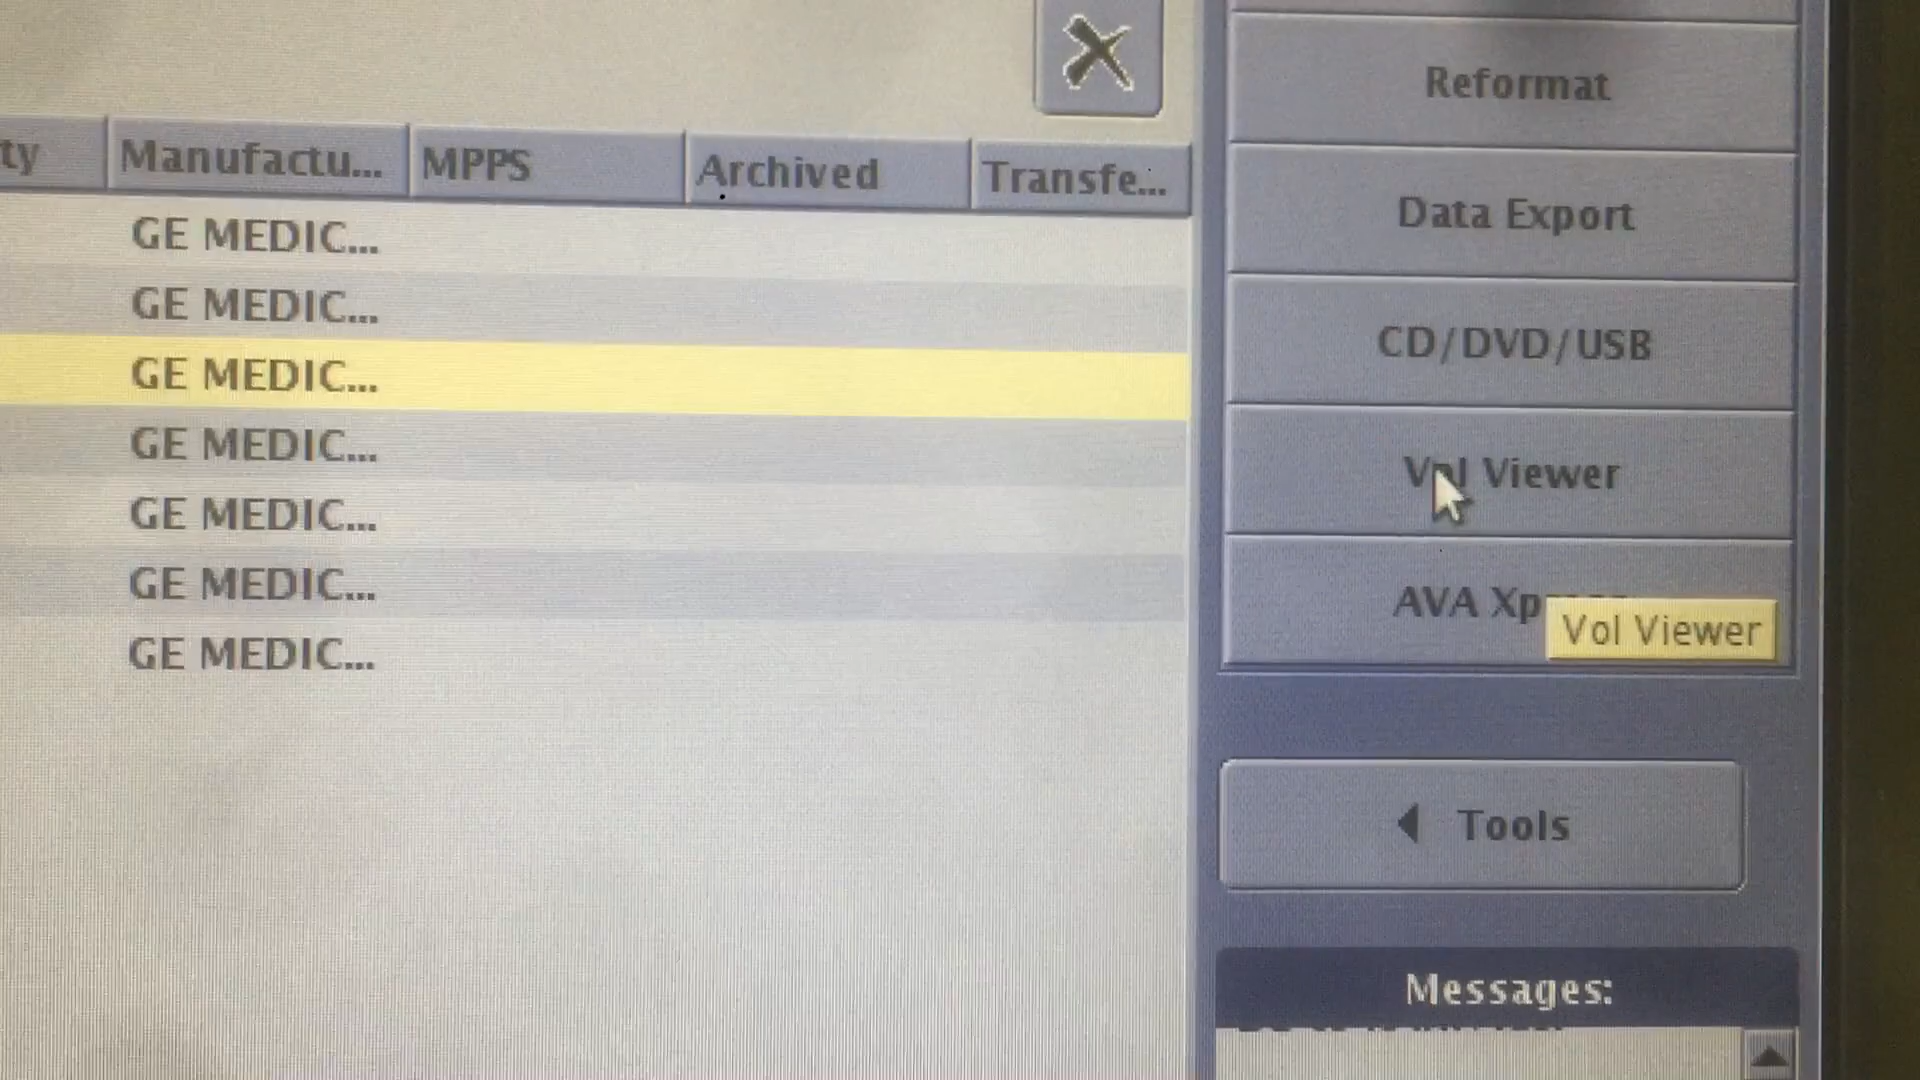 ty Manufactu... MPPS Archived Transfe...
GE MEDIC...
GE MEDIC...
GE MEDIC...
GE MEDIC...
GE MEDIC...
GE MEDIC...
GE MEDIC...
Reformat
Data Export
CD/DVD/USB
Vol Viewer
AVA Xp
Vol Viewer
Tools
Messages: